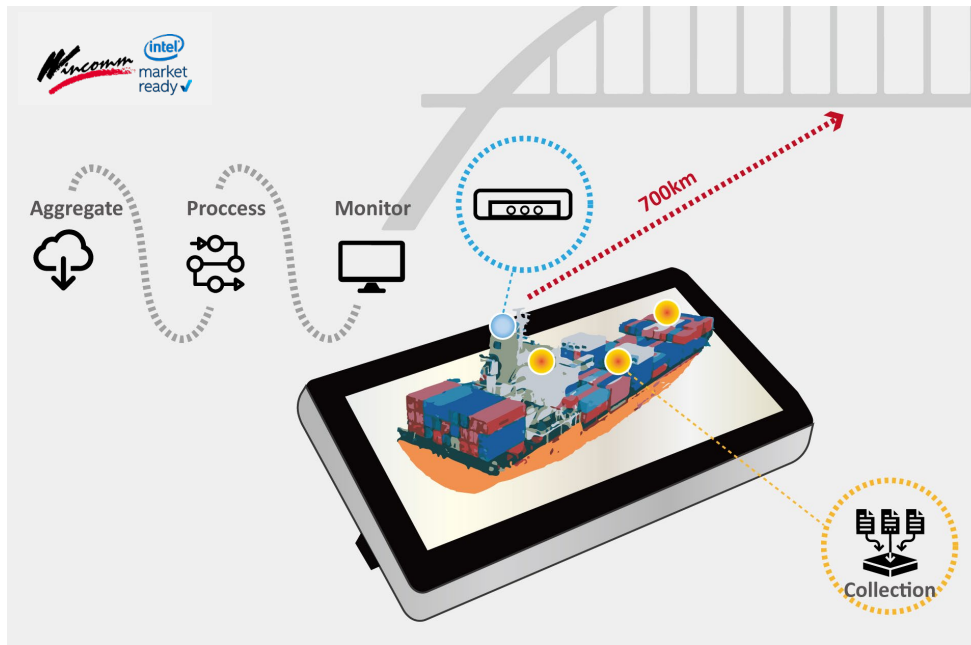 Wincomm
intel
market
ready
700km
Aggregate
Proccess
Monitor
Collection